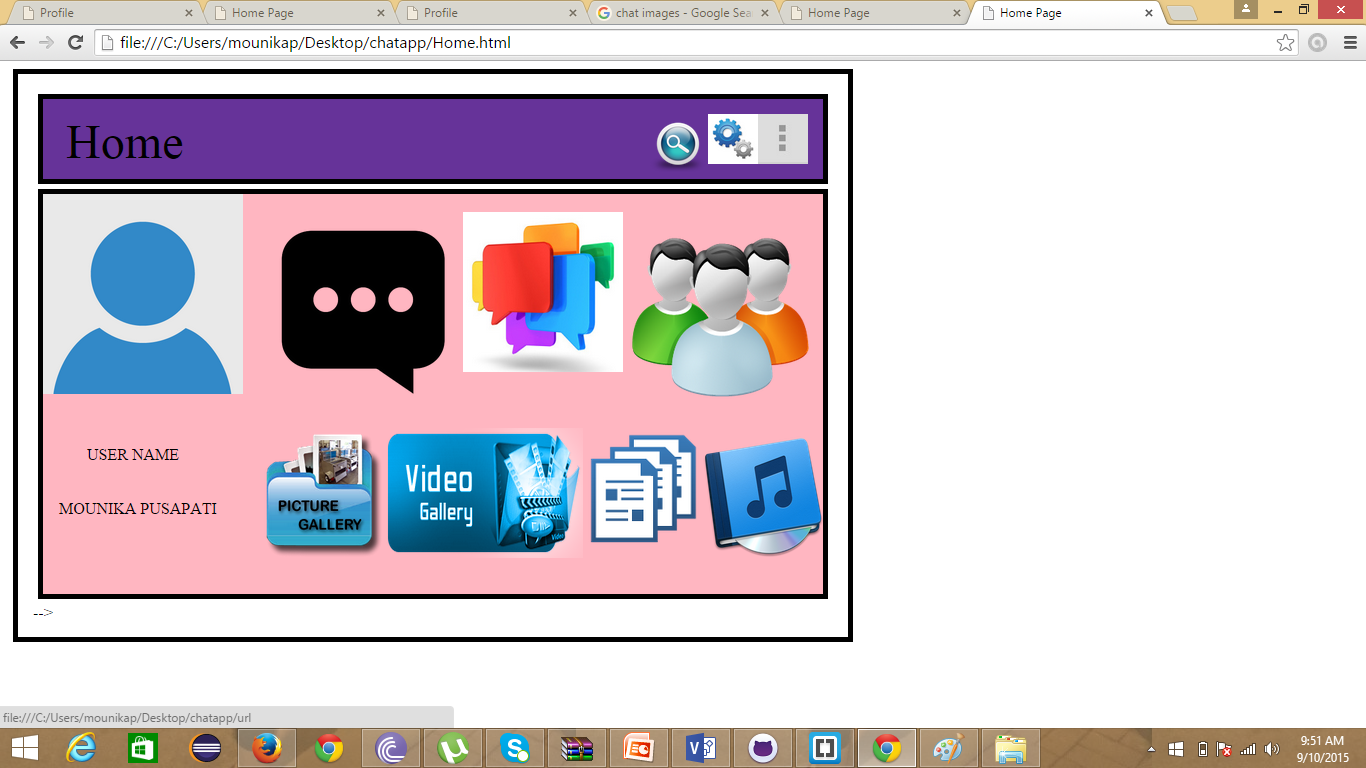 Profile
Home Page
Profile
chat images - Google Sea
Home Page
Home Page
file:///C:/Users/mounikap/Desktop/chatapp/Home.html
Home
USER NAME
MOUNIKA PUSAPATI
PICTURE
GALLERY
Video
Gallery
Video
-->
file:///C:/Users/mounikap/Desktop/chatapp/url
9:51 AM
9/10/2015